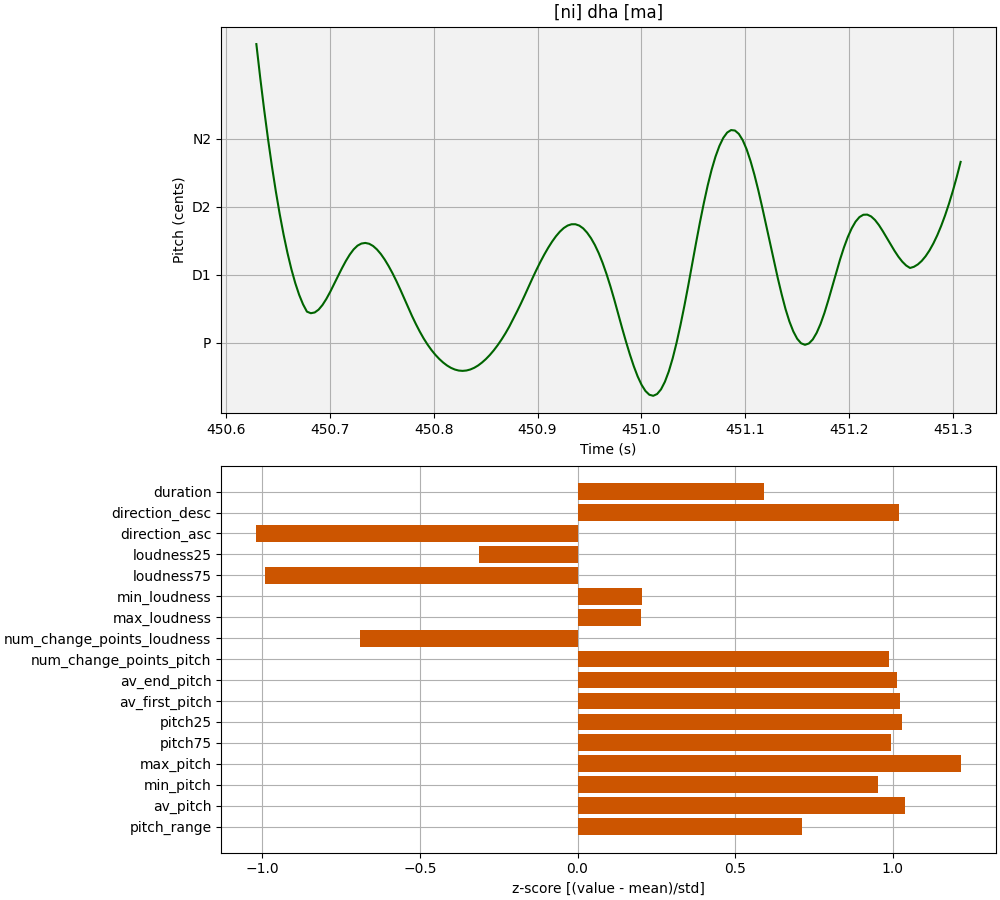 [ni] dha [ma]
Pitch (cents)
N2
D2
D1
P
450.6 450.7 450.8 450.9 451.0 451.1 451.2 451.3
Time (s)
duration
direction_desc
direction_asc
loudness25
loudness75
min_loudness
max_loudness
num_change_points_loudness
num_change_points_pitch
av_end_pitch
av_first_pitch
pitch25
pitch75
max_pitch
min_pitch
av_pitch
pitch_range
−1.0 −0.5 0.0 0.5 1.0
z-score [(value - mean)/std]